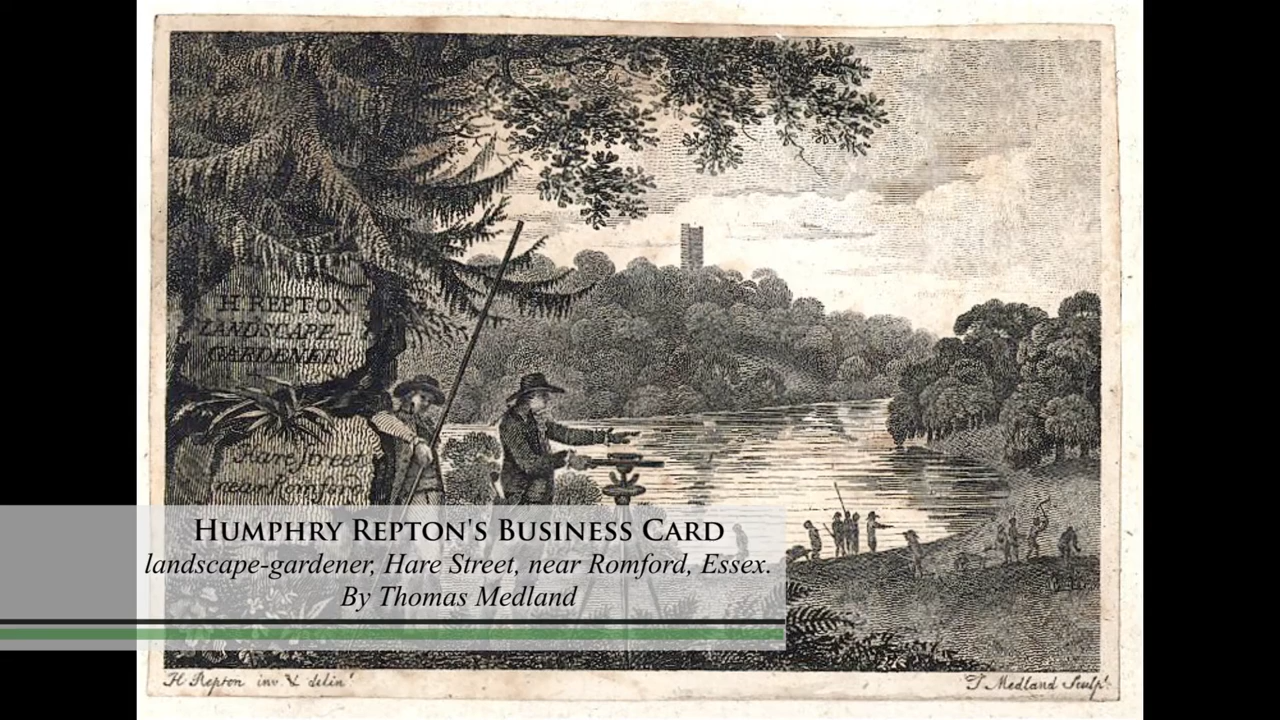 H REPTON
LANDSCAPE-
GARDENER
Hare Street
near Romford
HUMPHRY REPTON'S BUSINESS CARD
landscape-gardener, Hare Street, near Romford, Essex.
By Thomas Medland
H Repton inv. & delin.t
T. Medland Sculp.t